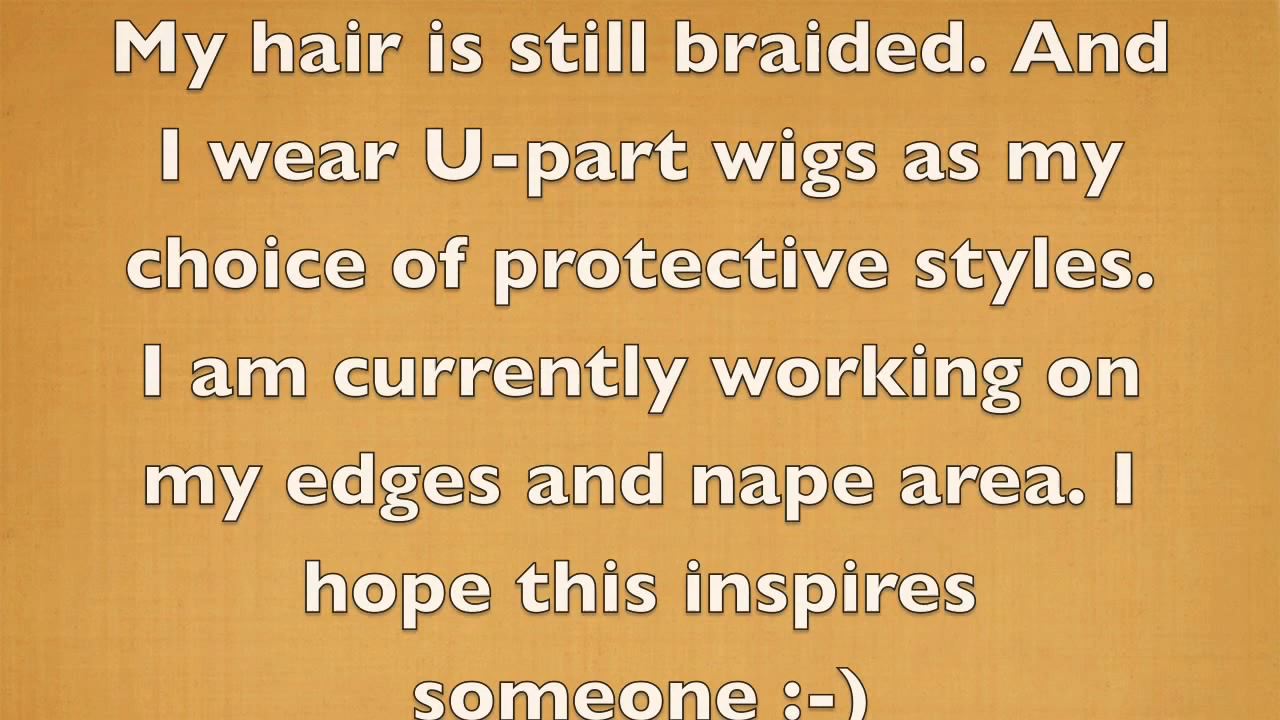 My hair is still braided. And
I wear U-part wigs as my
choice of protective styles.
I am currently working on
my edges and nape area. I
hope this inspires
someone :-)